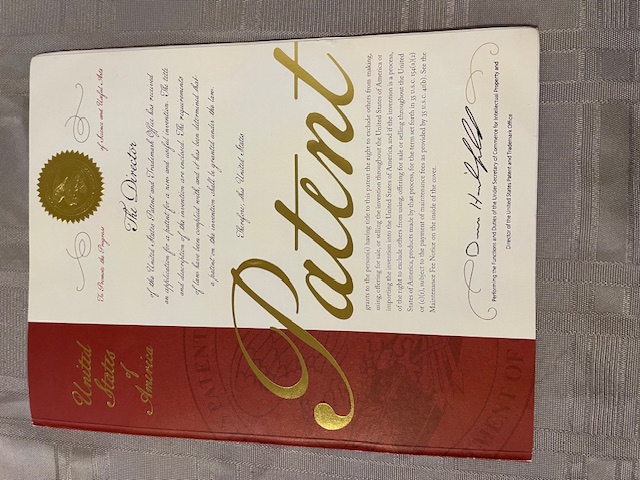 United
States
of
America
To Promote the Progress
of Science and Useful Arts
The Director
of the United States Patent and Trademark Office has received
an application for a patent for a new and useful invention. The title
and description of the invention are enclosed. The requirements
of law have been complied with, and it has been determined that
a patent on the invention shall be granted under the law.
Therefore, this United States
Patent
grants to the person(s) having title to this patent the right to exclude others from making,
using, offering for sale, or selling the invention throughout the United States of America or
importing the invention into the United States of America, and if the invention is a process,
of the right to exclude others from using, offering for sale or selling throughout the United
States of America, products made by that process, for the term set forth in 35 U.S.C. 154(a)(2)
or (c)(1), subject to the payment of maintenance fees as provided by 35 U.S.C. 41(b). See the
Maintenance Fee Notice on the inside of the cover.
Performing the Functions and Duties of the Under Secretary of Commerce for Intellectual Property and
Director of the United States Patent and Trademark Office
PATENT
MENT OF